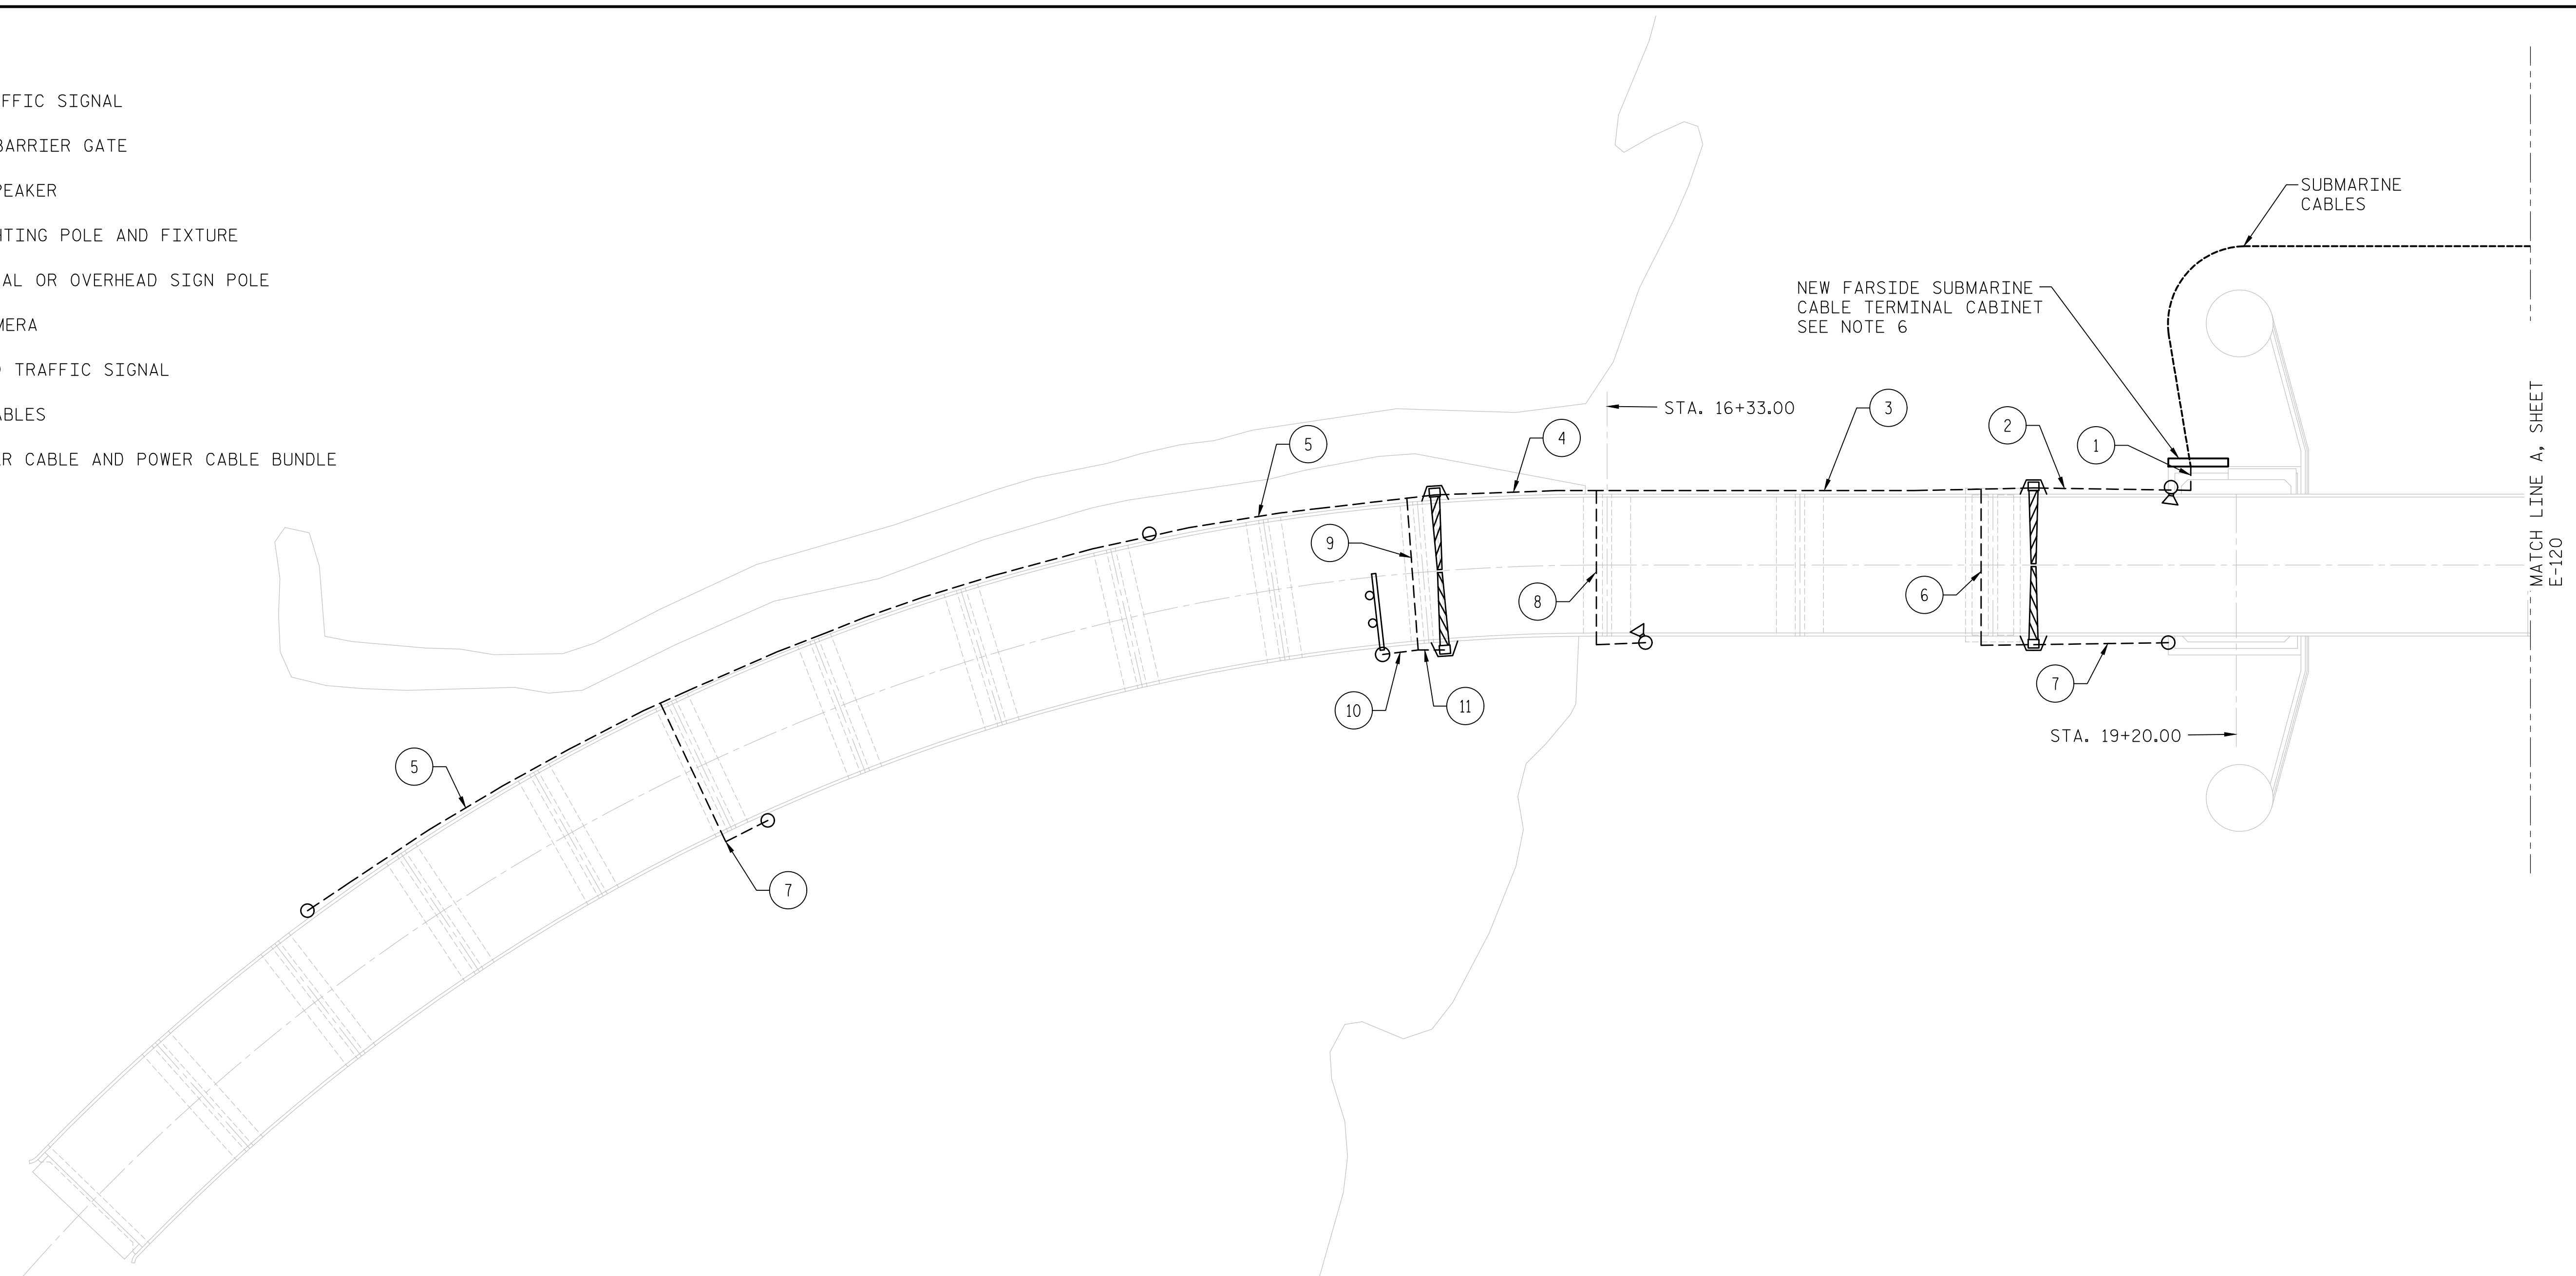 FFIC SIGNAL
BARRIER GATE
PEAKER
HTING POLE AND FIXTURE
AL OR OVERHEAD SIGN POLE
MERA
TRAFFIC SIGNAL
ABLES
ER CABLE AND POWER CABLE BUNDLE
SUBMARINE
CABLES
NEW FARSIDE SUBMARINE
CABLE TERMINAL CABINET
SEE NOTE 6
STA. 16+33.00
3
2
1
4
5
9
8
6
7
10
11
STA. 19+20.00
5
7
MATCH LINE A, SHEET
E-120